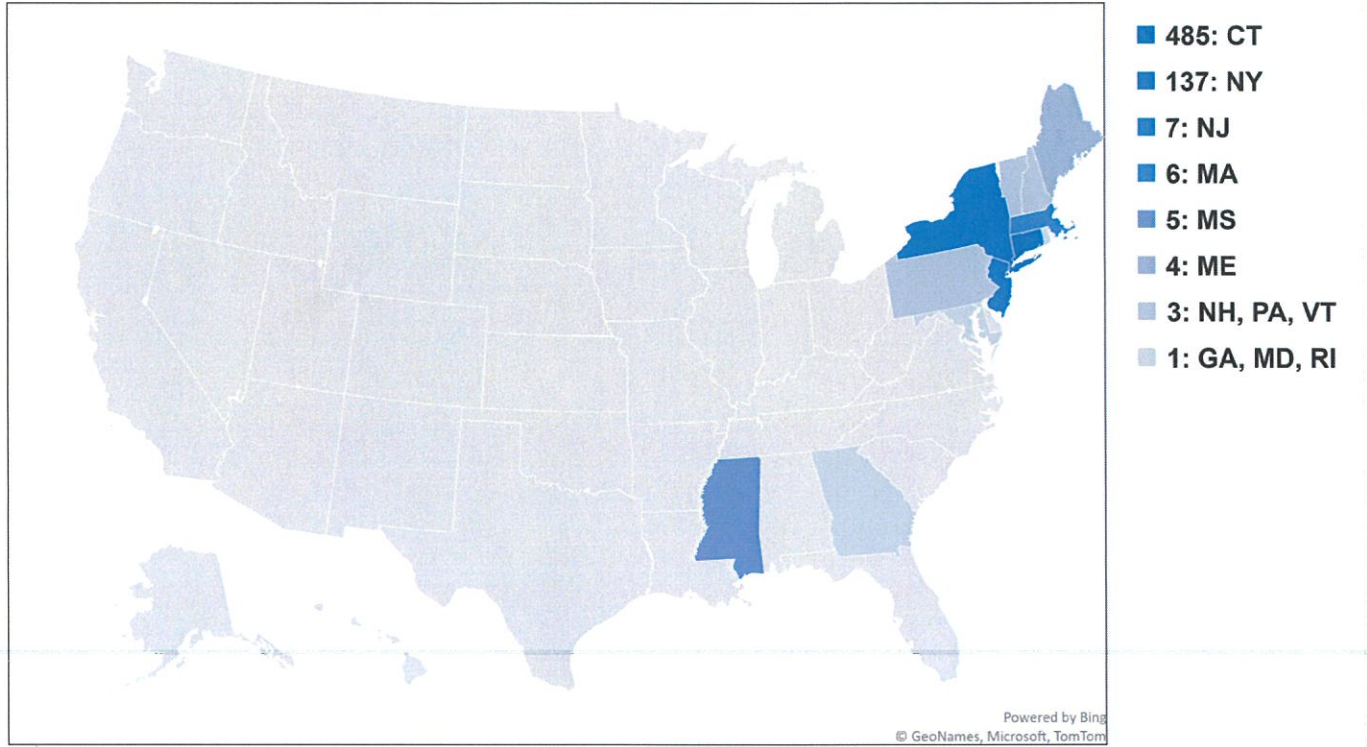 485: CT
137: NY
7: NJ
6: MA
5: MS
4: ME
3: NH, PA, VT
1: GA, MD, RI
Powered by Bing
© GeoNames, Microsoft, TomTom